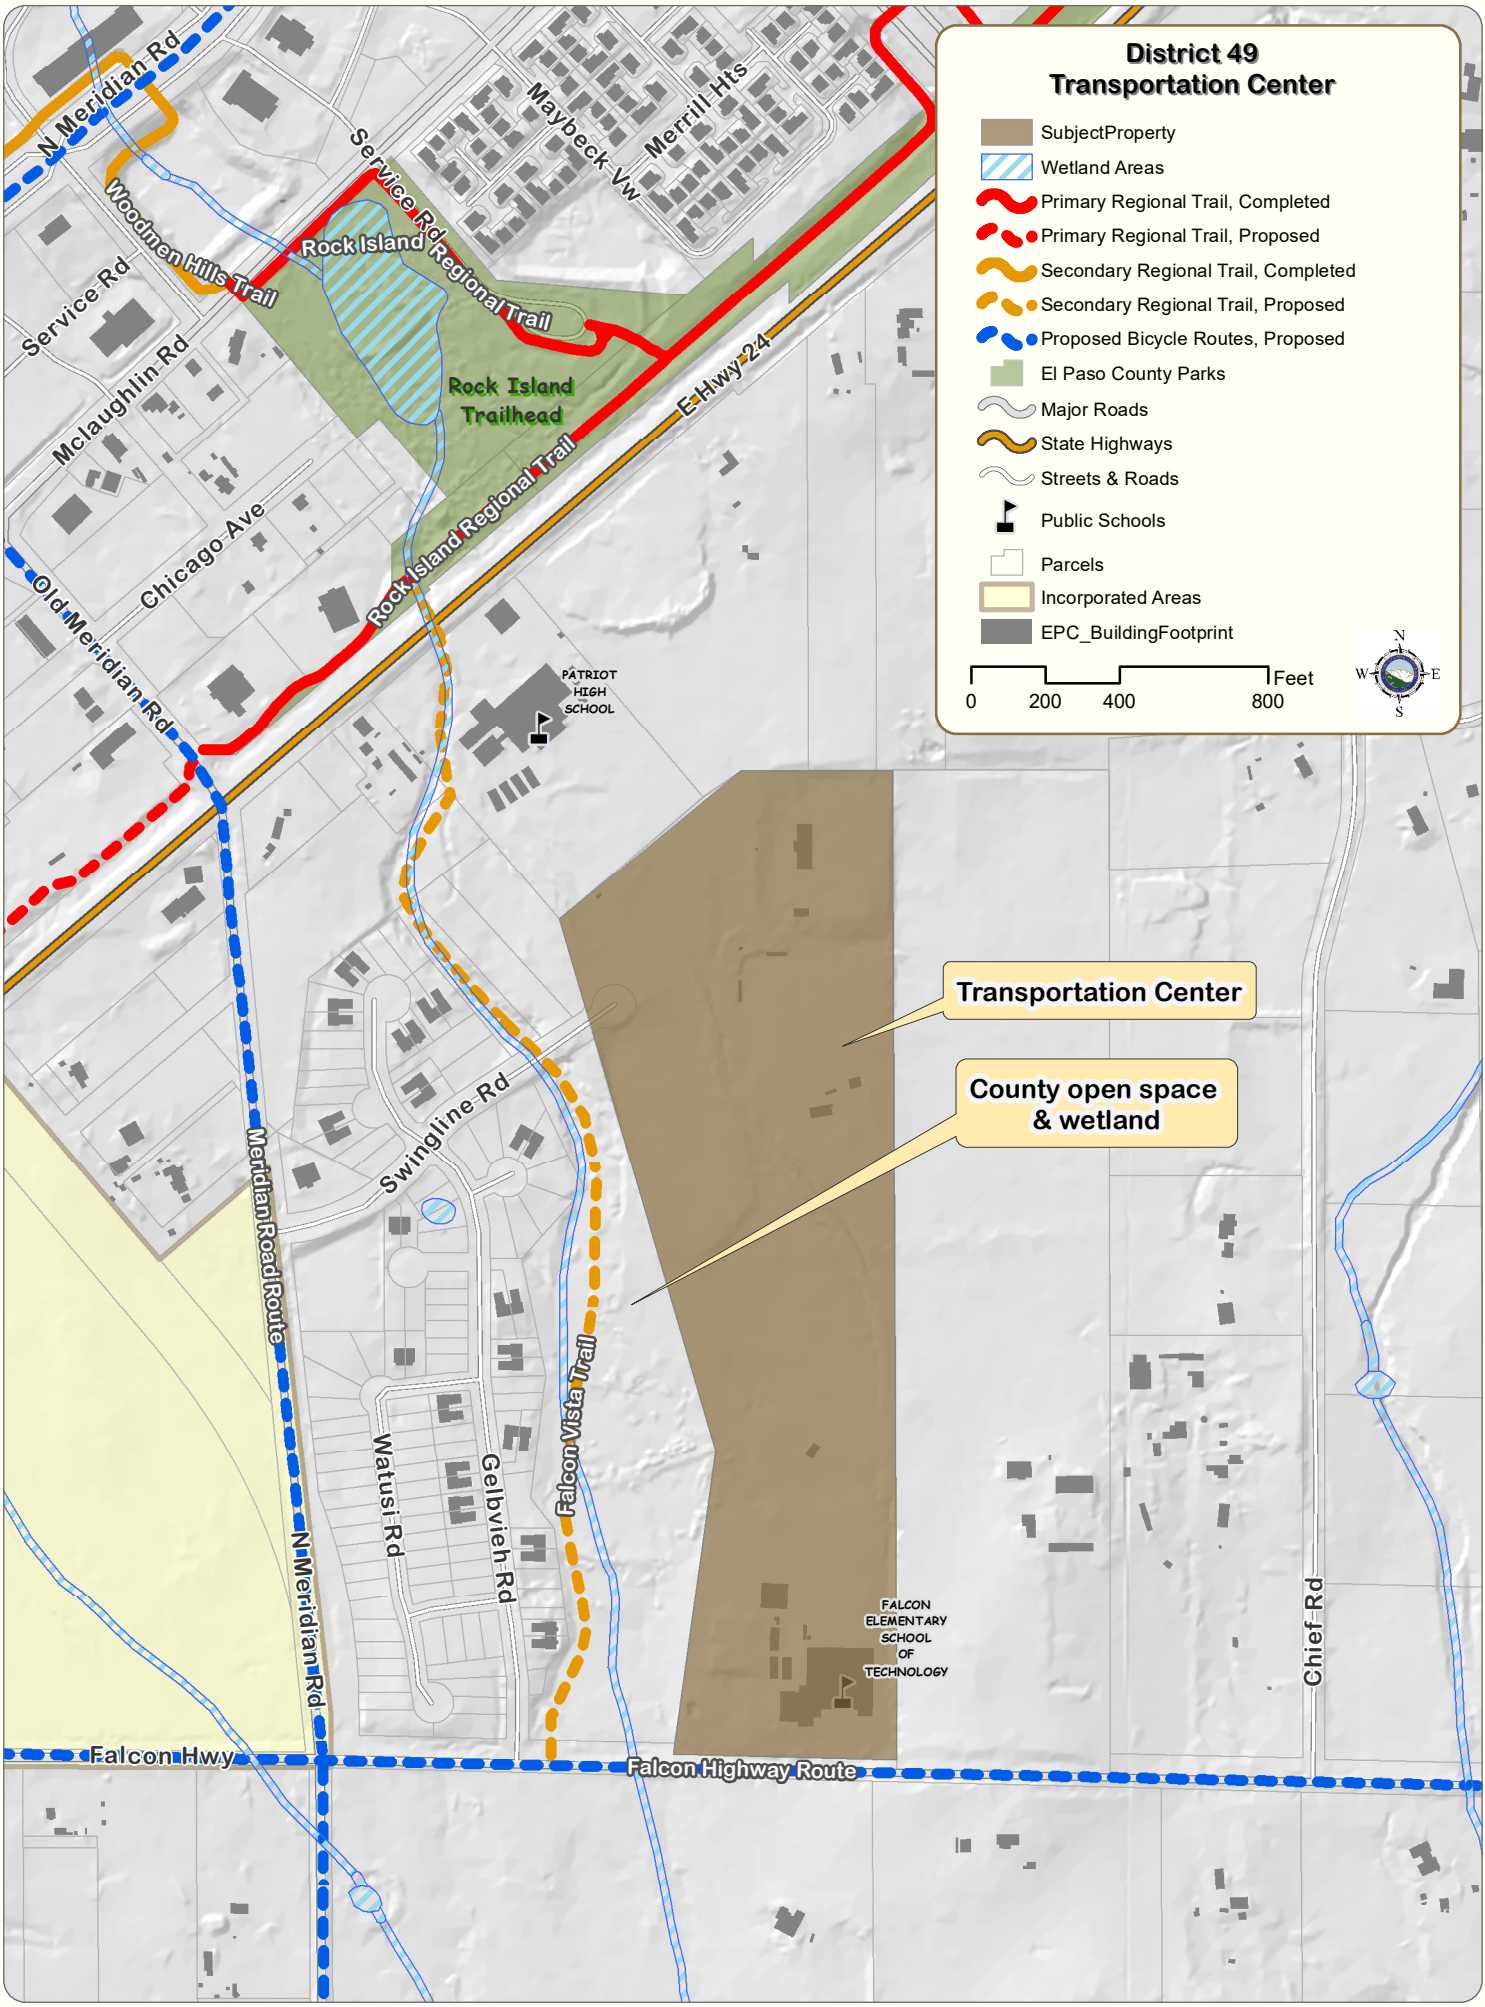 District 49
Transportation Center
SubjectProperty
Wetland Areas
Primary Regional Trail, Completed
Primary Regional Trail, Proposed
Secondary Regional Trail, Completed
Secondary Regional Trail, Proposed
Proposed Bicycle Routes, Proposed
El Paso County Parks
Major Roads
State Highways
Streets & Roads
Public Schools
Parcels
Incorporated Areas
EPC_BuildingFootprint
Feet
0 200 400 800
N
W E
S
N Meridian Rd
Maybeck Vw
Merrill Hts
Service Rd
Woodmen Hills Trail
Rock Island
Regional Trail
Service Rd
Mclaughlin Rd
Rock Island
Trailhead
E Hwy 24
Chicago Ave
Rock Island Regional Trail
Old Meridian Rd
PATRIOT
HIGH
SCHOOL
Transportation Center
County open space
& wetland
Swingline Rd
Meridian Road Route
Falcon Vista Trail
Watusi Rd
Gelbvieh Rd
N Meridian Rd
FALCON
ELEMENTARY
SCHOOL
OF
TECHNOLOGY
Chief Rd
Falcon Hwy
Falcon Highway Route